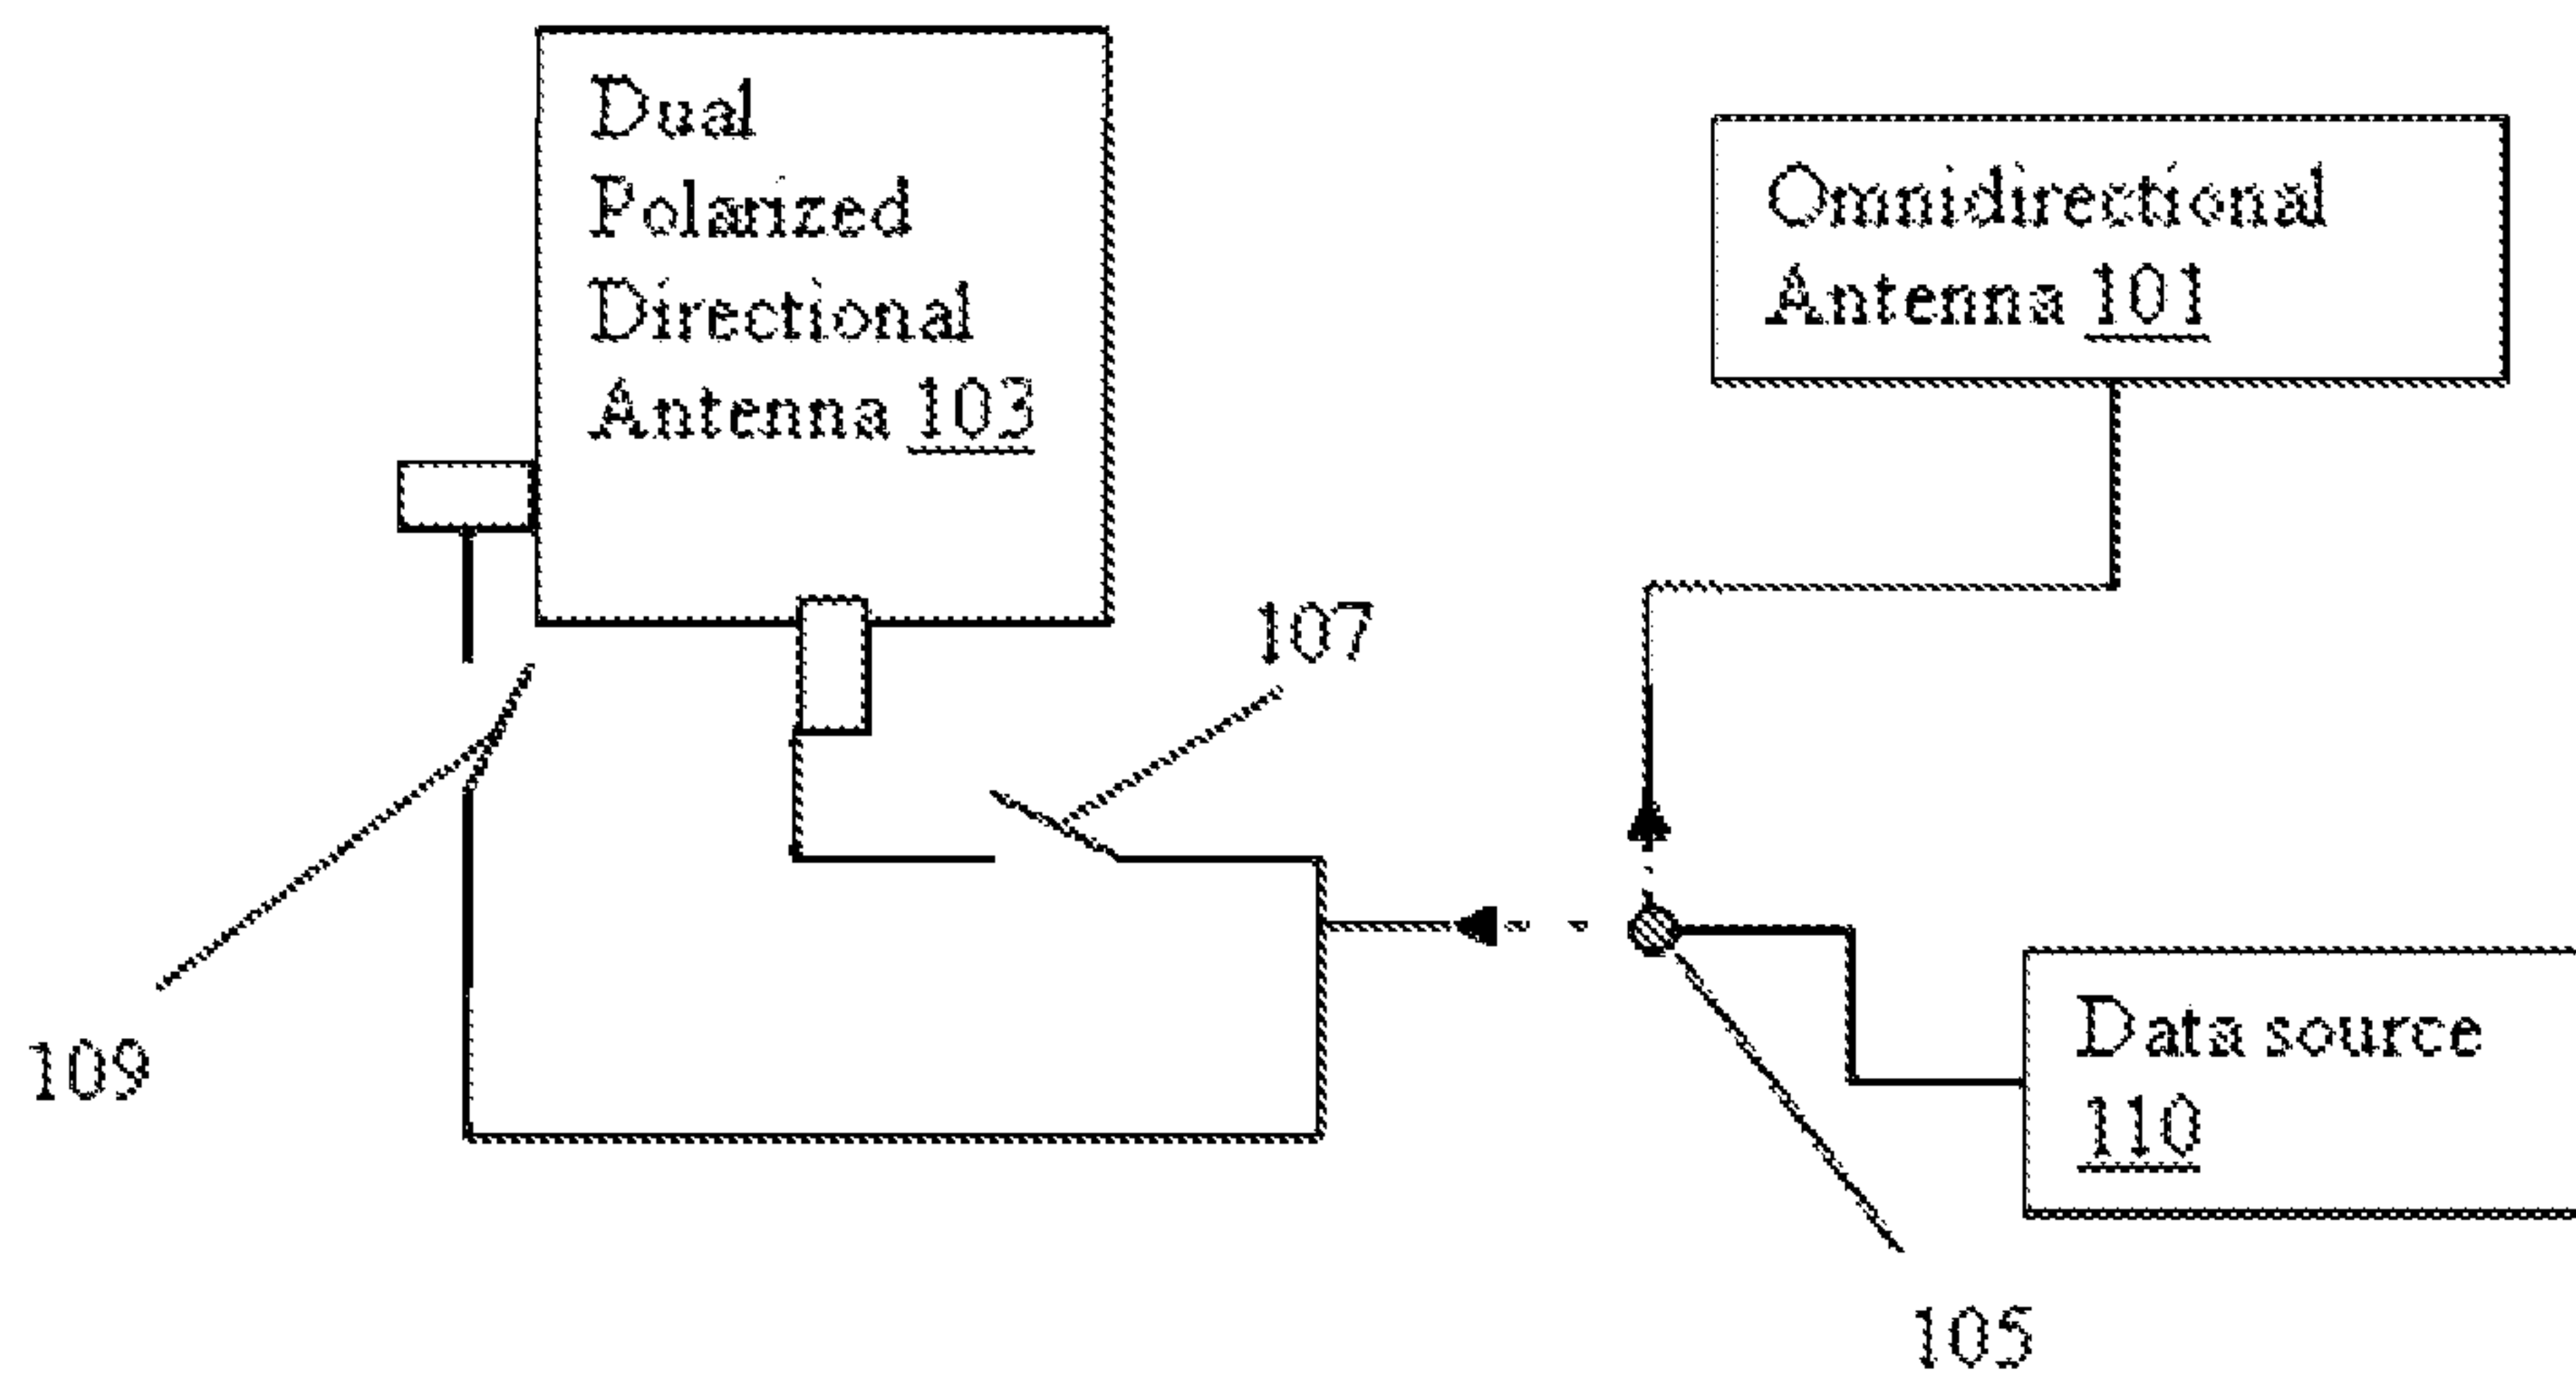 Dual
Polarized
Directional
Antenna 103
Omnidirectional
Antenna 101
107
109
Data source
110
105